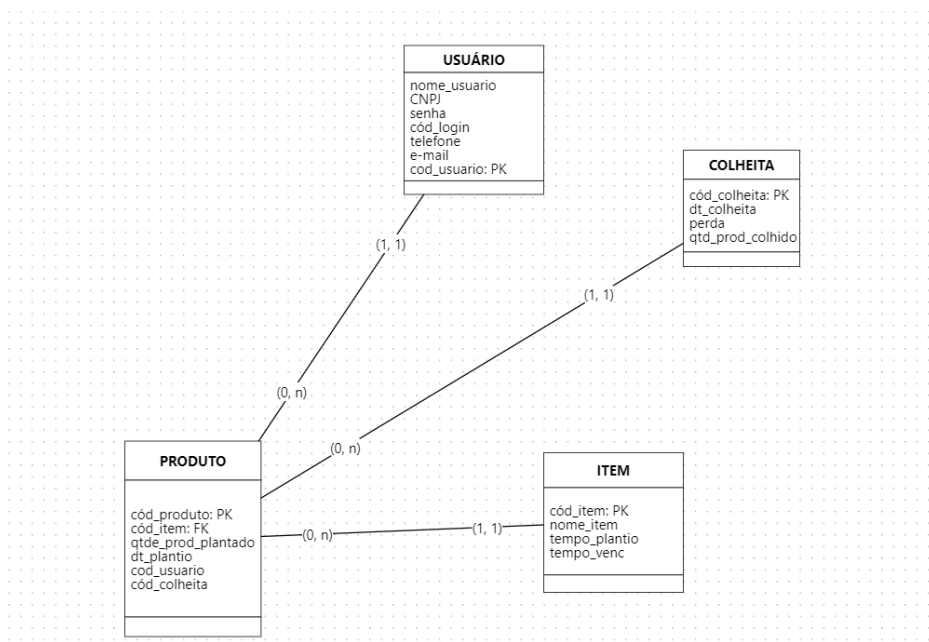 USUÁRIO
nome_usuario
CNPJ
senha
cód_login
telefone
e-mail
cod_usuario: PK
COLHEITA
cód_colheita: PK
dt_colheita
perda
qtd_prod_colhido
(1, 1)
(1, 1)
(0, n)
(0, n)
PRODUTO
cód_produto: PK
cód_item: FK
qtde_prod_plantado
dt_plantio
cod_usuario
cód_colheita
(0, n)
(1, 1)
ITEM
cód_item: PK
nome_item
tempo_plantio
tempo_venc